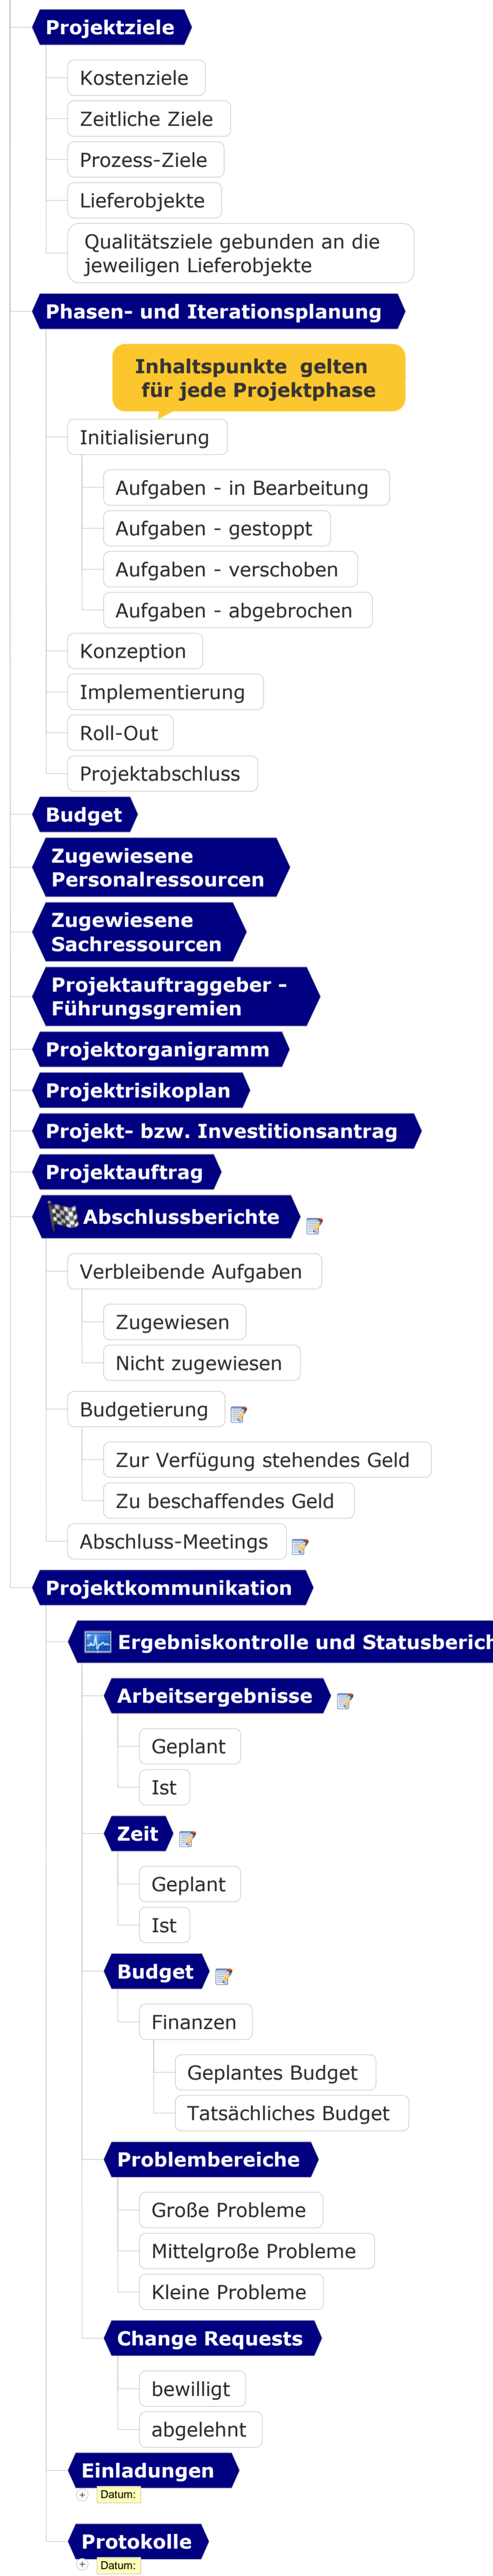 Projektziele
Kostenziele
Zeitliche Ziele
Prozess-Ziele
Lieferobjekte
Qualitätsziele gebunden an die
jeweiligen Lieferobjekte
Phasen- und Iterationsplanung
Inhaltspunkte gelten
für jede Projektphase
Initialisierung
Aufgaben - in Bearbeitung
Aufgaben - gestoppt
Aufgaben - verschoben
Aufgaben - abgebrochen
Konzeption
Implementierung
Roll-Out
Projektabschluss
Budget
Zugewiesene
Personalressourcen
Zugewiesene
Sachressourcen
Projektauftraggeber -
Führungsgremien
Projektorganigramm
Projektrisikoplan
Projekt- bzw. Investitionsantrag
Projektauftrag
Abschlussberichte
Verbleibende Aufgaben
Zugewiesen
Nicht zugewiesen
Budgetierung
Zur Verfügung stehendes Geld
Zu beschaffendes Geld
Abschluss-Meetings
Projektkommunikation
Ergebniskontrolle und Statusberich
Arbeitsergebnisse
Geplant
Ist
Zeit
Geplant
Ist
Budget
Finanzen
Geplantes Budget
Tatsächliches Budget
Problembereiche
Große Probleme
Mittelgroße Probleme
Kleine Probleme
Change Requests
bewilligt
abgelehnt
Einladungen
Datum:
Protokolle
Datum: